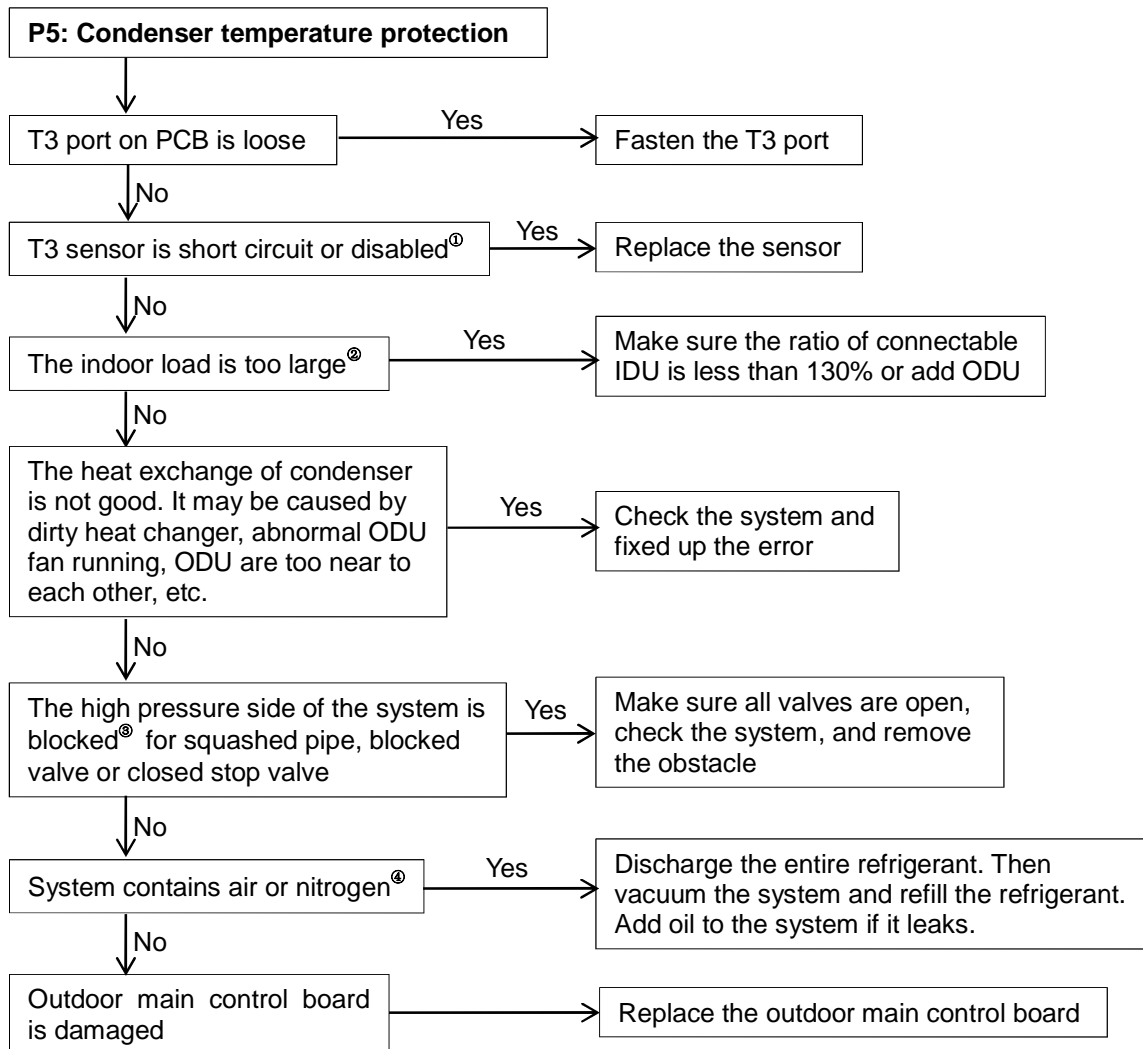 P5: Condenser temperature protection
T3 port on PCB is loose
Yes
Fasten the T3 port
No
T3 sensor is short circuit or disabled①
Yes
Replace the sensor
No
The indoor load is too large②
Yes
Make sure the ratio of connectable
IDU is less than 130% or add ODU
No
The heat exchange of condenser
is not good. It may be caused by
dirty heat changer, abnormal ODU
fan running, ODU are too near to
each other, etc.
Yes
Check the system and
fixed up the error
No
The high pressure side of the system is
blocked③ for squashed pipe, blocked
valve or closed stop valve
Yes
Make sure all valves are open,
check the system, and remove
the obstacle
No
System contains air or nitrogen④
Yes
Discharge the entire refrigerant. Then
vacuum the system and refill the refrigerant.
Add oil to the system if it leaks.
No
Outdoor main control board
is damaged
Replace the outdoor main control board